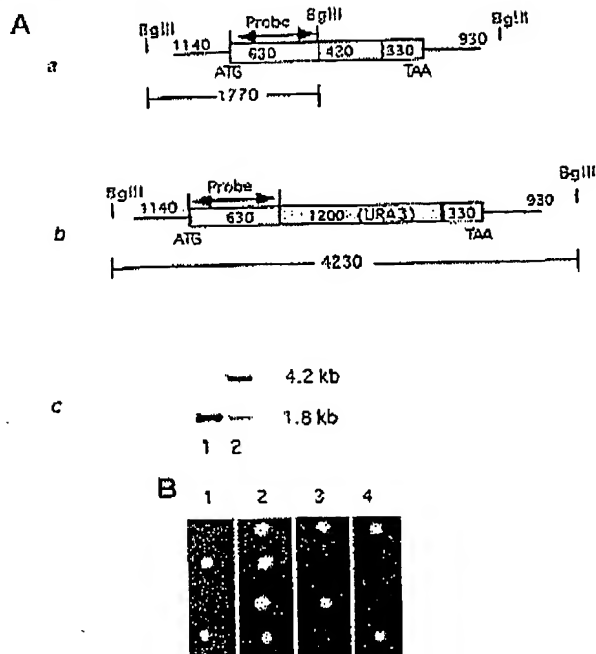 A
BglII BglII BglII
Probe
1140 630 420 330 930
a
ATG TAA
1770
BglII BglII
Probe
1140 630 1200 (URA3) 330 930
b
ATG TAA
4230
4.2 kb
c
1.8 kb
1 2
B 1 2 3 4